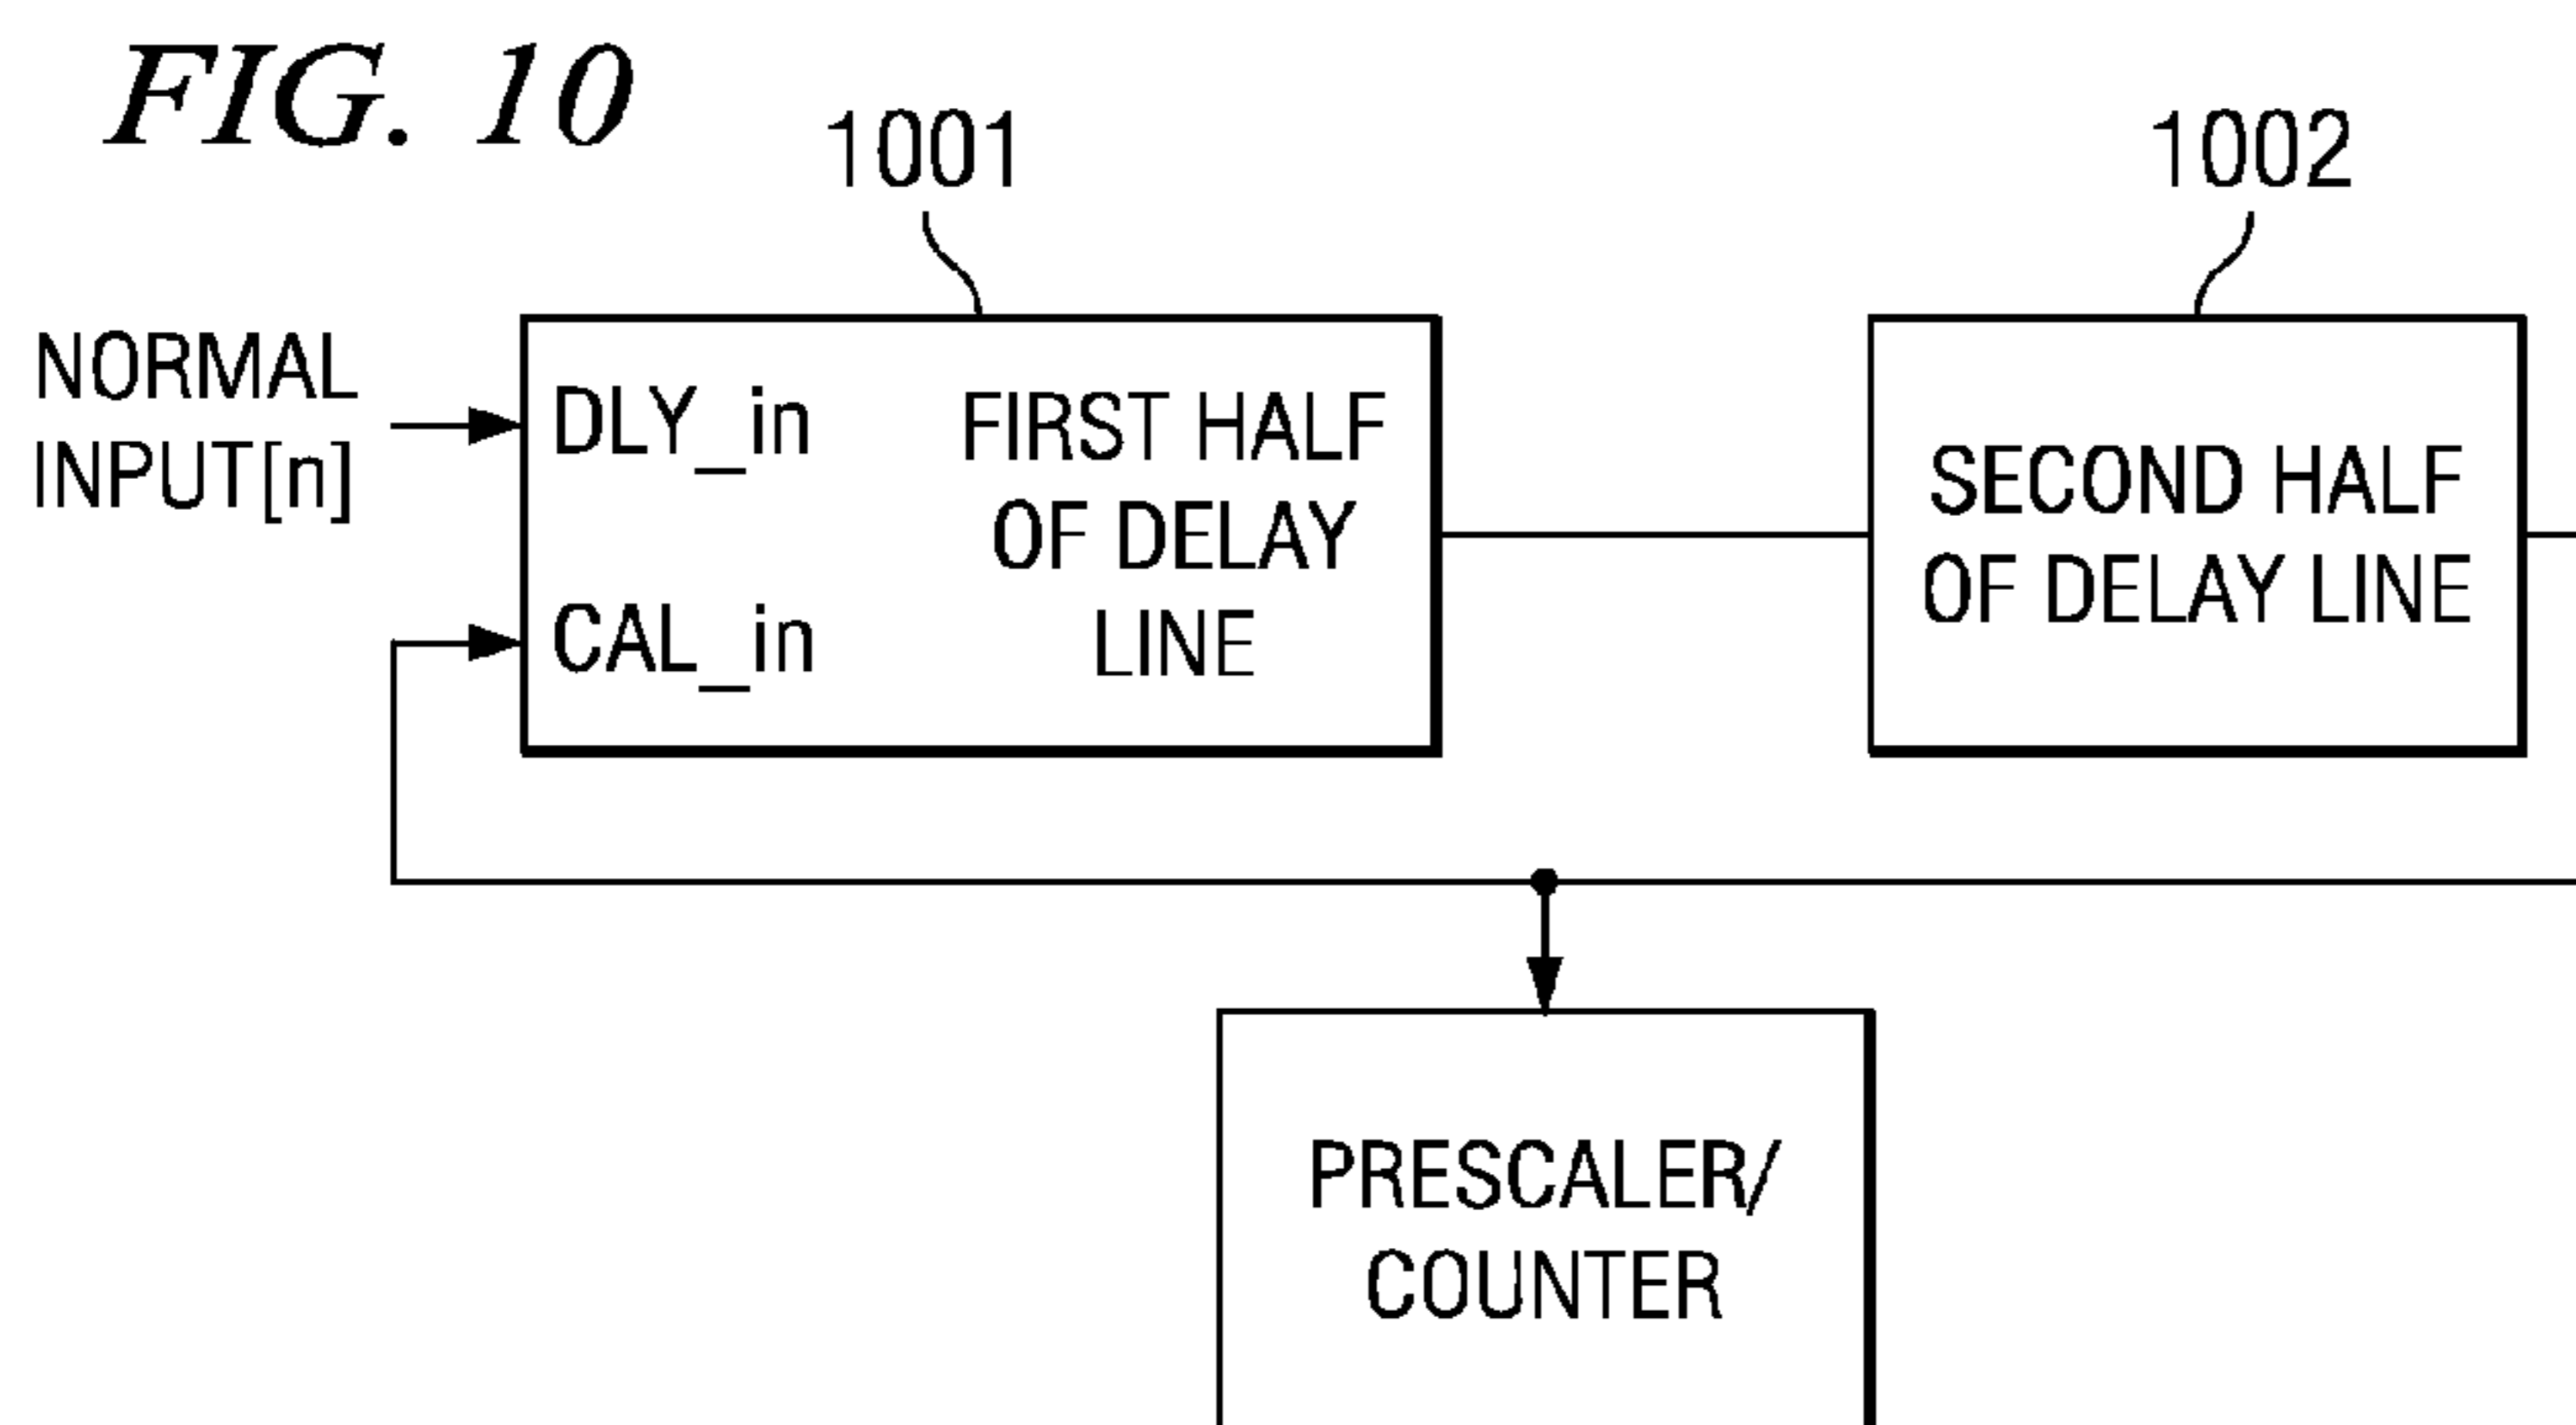 FIG. 10
1001
1002
NORMAL
INPUT[n]
DLY_in
CAL_in
FIRST HALF
OF DELAY
LINE
SECOND HALF
OF DELAY LINE
PRESCALER/
COUNTER